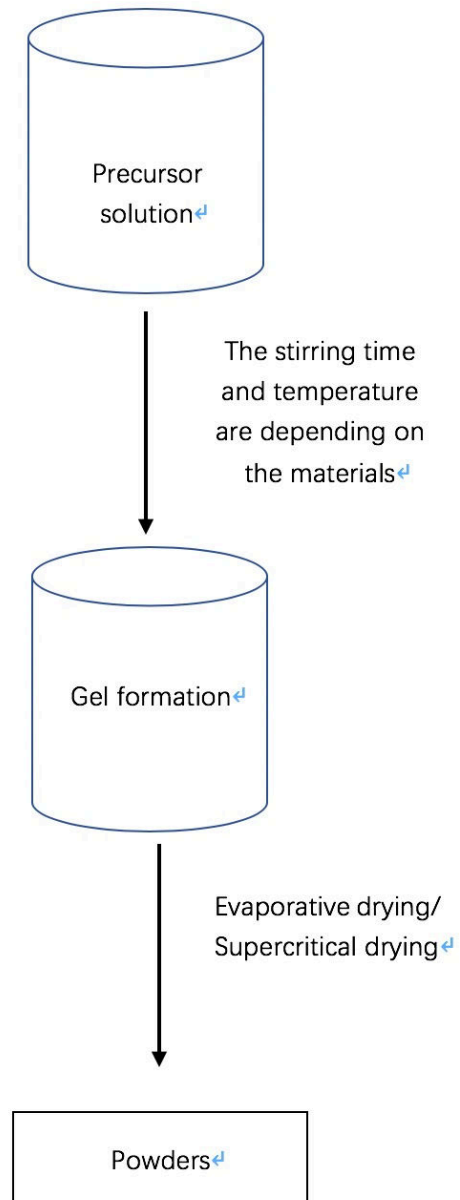 Precursor
solution↵
The stirring time
and temperature
are depending on
the materials↵
Gel formation↵
Evaporative drying/
Supercritical drying↵
Powders↵